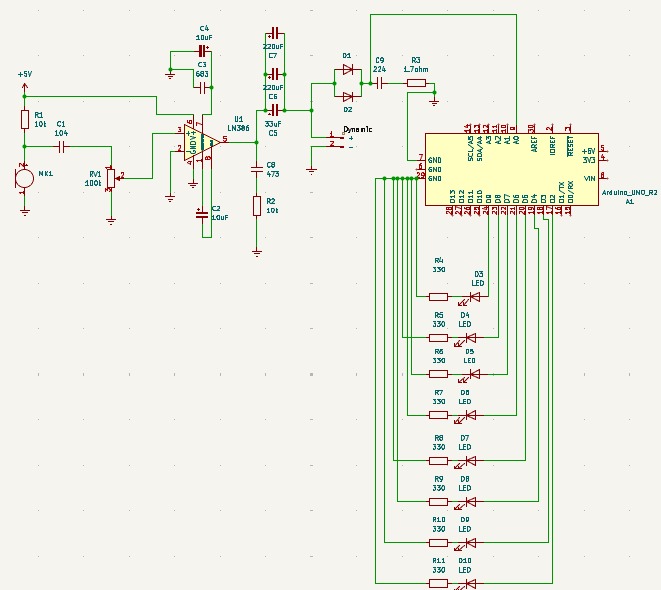 C4
10uF
C3
683
+5V
R1
10t
C1
104
MK1
RV1
100t
U1
LM386
C2
10uF
220uF
C7
220uF
C6
33uF
C5
C8
473
R2
10t
D1
D2
C9
224
R3
1.7ohm
Dynamic
+
-
GND
GND
GND
SCL/A5
SDA/A4
A3
A2
A1
A0
AREF
IOREF
RESET
+5V
3V3
VIN
Arduino_UNO_R2
A1
D13
D12
D11
D10
D9
D8
D7
D6
D5
D4
D3
D2
D1/TX
D0/RX
R4
330
D3
LED
R5
330
D4
LED
R6
330
D5
LED
R7
330
D6
LED
R8
330
D7
LED
R9
330
D8
LED
R10
330
D9
LED
R11
330
D10
LED